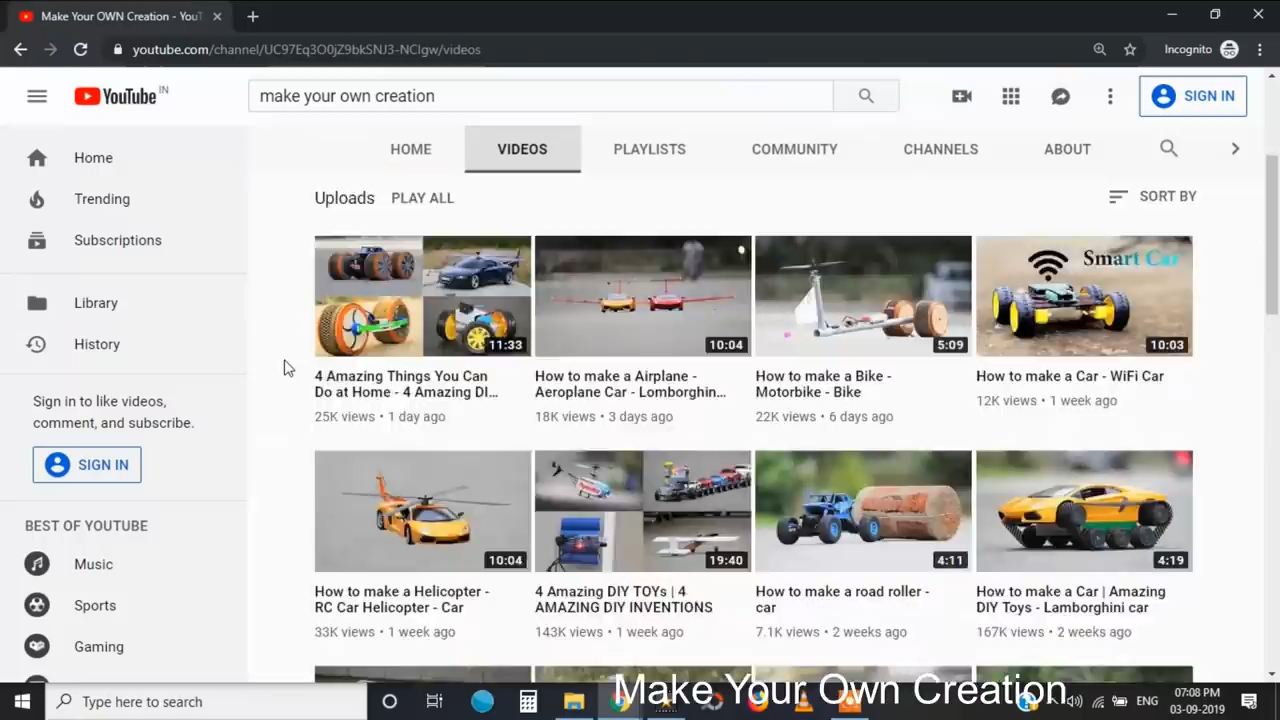 Make Your OWN Creation - YouT
youtube.com/channel/UC97Eq3O0jZ9bkSNJ3-NCIgw/videos
Incognito
YouTube IN
make your own creation
SIGN IN
HOME
VIDEOS
PLAYLISTS
COMMUNITY
CHANNELS
ABOUT
Home
Trending
Subscriptions
Library
History
Sign in to like videos,
comment, and subscribe.
SIGN IN
BEST OF YOUTUBE
Music
Sports
Gaming
Uploads
PLAY ALL
SORT BY
11:33
4 Amazing Things You Can
Do at Home - 4 Amazing DI...
25K views • 1 day ago
10:04
How to make a Airplane -
Aeroplane Car - Lomborghin...
18K views • 3 days ago
5:09
How to make a Bike -
Motorbike - Bike
22K views • 6 days ago
Smart Car
10:03
How to make a Car - WiFi Car
12K views • 1 week ago
10:04
How to make a Helicopter -
RC Car Helicopter - Car
33K views • 1 week ago
19:40
4 Amazing DIY TOYs | 4
AMAZING DIY INVENTIONS
143K views • 1 week ago
4:11
How to make a road roller -
car
7.1K views • 2 weeks ago
4:19
How to make a Car | Amazing
DIY Toys - Lamborghini car
167K views • 2 weeks ago
Type here to search
Make Your Own Creation
ENG
07:08 PM
03-09-2019